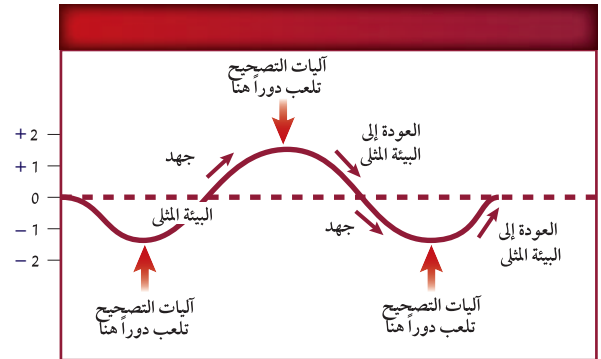 آليات التصحيح
تلعب دوراً هنا
العودة إلى
البيئة المثلى
جهد
+2
+1
0
−1
−2
البيئة المثلى
جهد
العودة إلى
البيئة المثلى
آليات التصحيح
تلعب دوراً هنا
آليات التصحيح
تلعب دوراً هنا